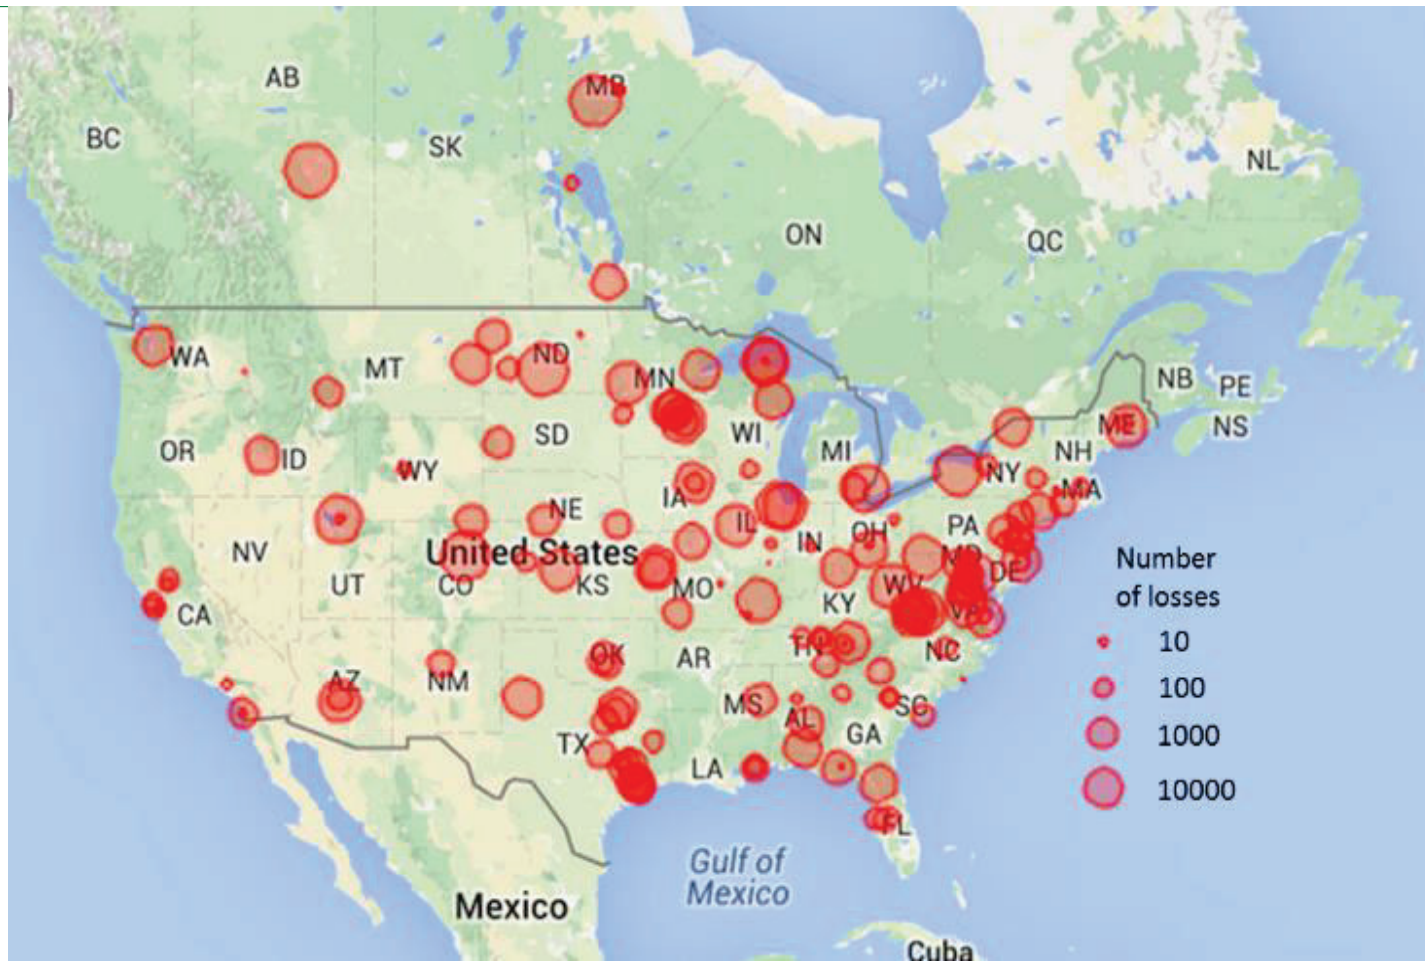 AB
MB
BC
SK
NL
ON
QC
WA
MT
ND
MN
NB
PE
ME
NS
OR
ID
SD
WI
MI
NH
WY
NY
IA
MA
NE
IL
IN
OH
PA
NV
United States
MD
UT
CO
KS
MO
WV
DE
KY
VA
CA
Number
of losses
10
100
1000
10000
OK
AR
TN
NC
AZ
NM
MS
AL
SC
GA
TX
LA
FL
Gulf of
Mexico
Mexico
Cuba